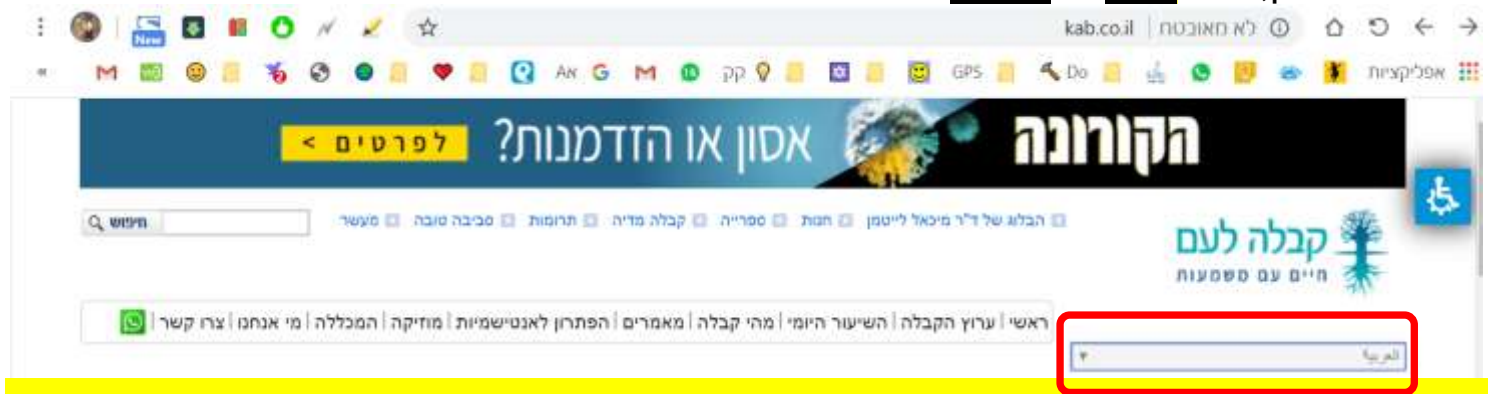 kab.co.il | לא מאובטח
אפליקציות Do GPS קק Aא
New
הקורונה אסון או הזדמנות? לפרטים >
קבלה לעם
חיים עם משמעות
הבלוג של ד"ר מיכאל לייטמן חנות ספרייה קבלה מדיה תרומות סביבה טובה מעשר
חיפוש
ראשי | ערוץ הקבלה | השיעור היומי | מהי קבלה | מאמרים | הפתרון לאנטישמיות | מוזיקה | המכללה | מי אנחנו | צרו קשר |
العربية